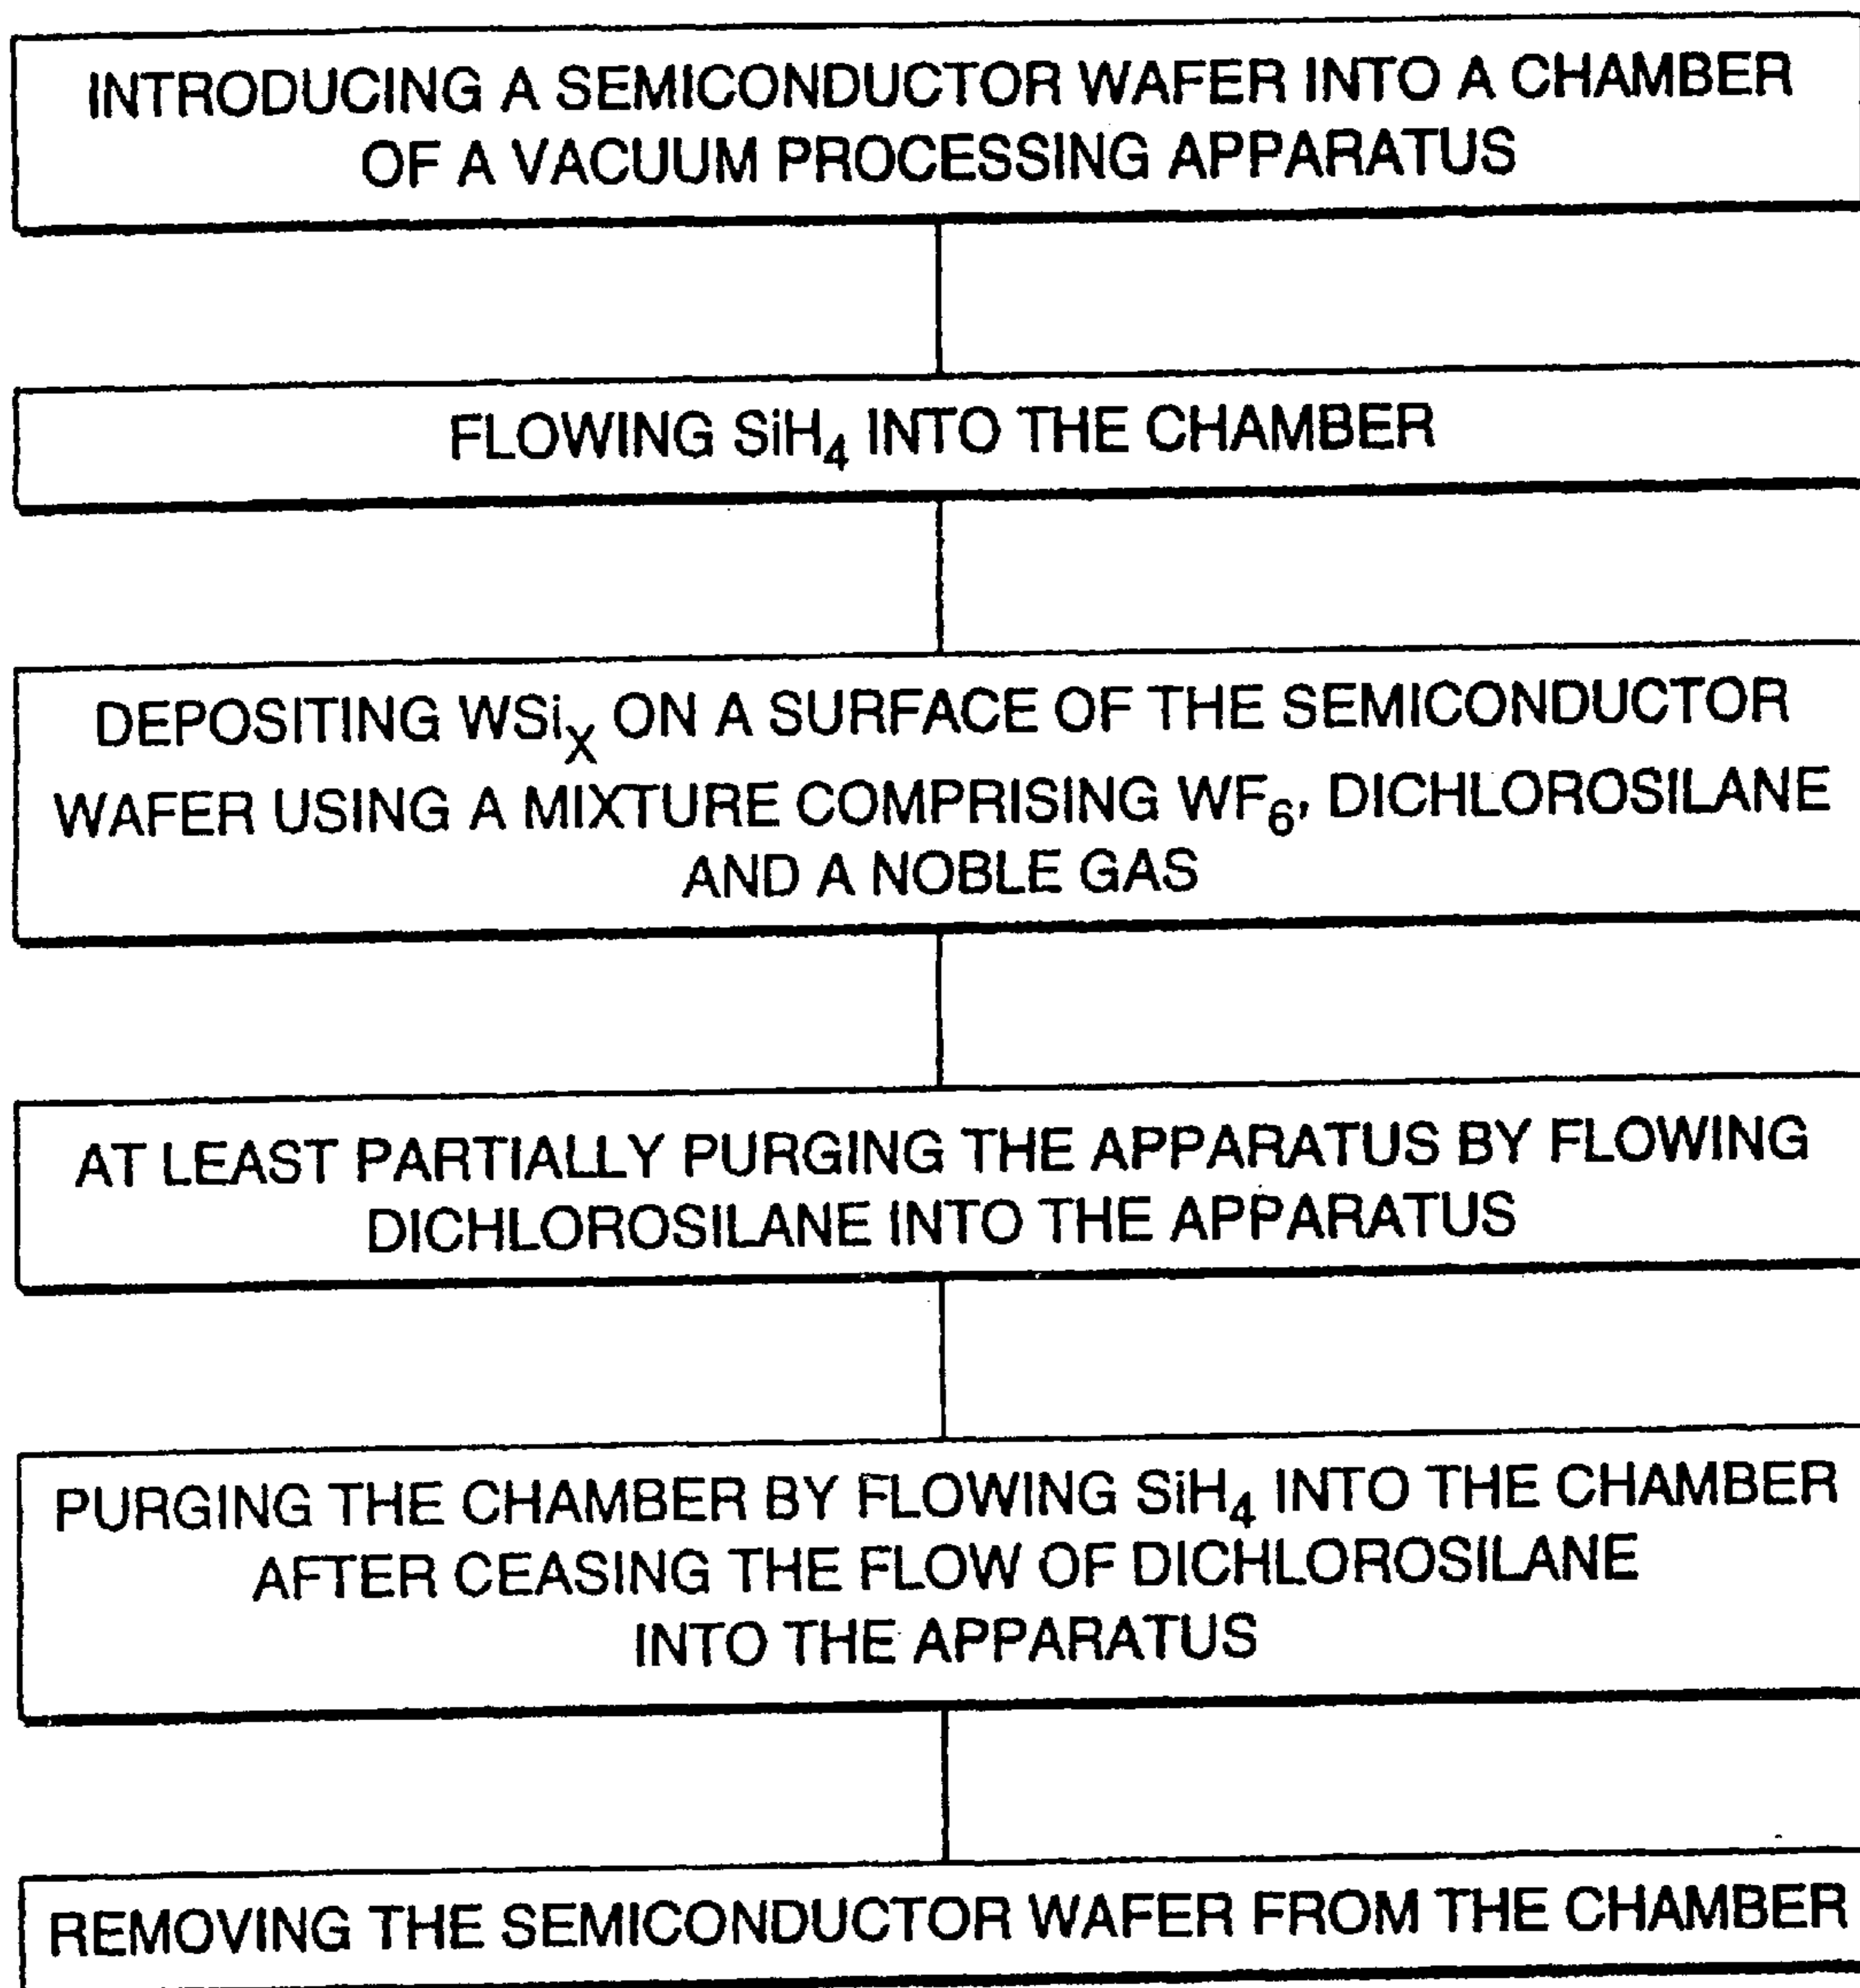 INTRODUCING A SEMICONDUCTOR WAFER INTO A CHAMBER
OF A VACUUM PROCESSING APPARATUS
FLOWING SiH₄ INTO THE CHAMBER
DEPOSITING WSiₓ ON A SURFACE OF THE SEMICONDUCTOR
WAFER USING A MIXTURE COMPRISING WF₆, DICHLOROSILANE
AND A NOBLE GAS
AT LEAST PARTIALLY PURGING THE APPARATUS BY FLOWING
DICHLOROSILANE INTO THE APPARATUS
PURGING THE CHAMBER BY FLOWING SiH₄ INTO THE CHAMBER
AFTER CEASING THE FLOW OF DICHLOROSILANE
INTO THE APPARATUS
REMOVING THE SEMICONDUCTOR WAFER FROM THE CHAMBER